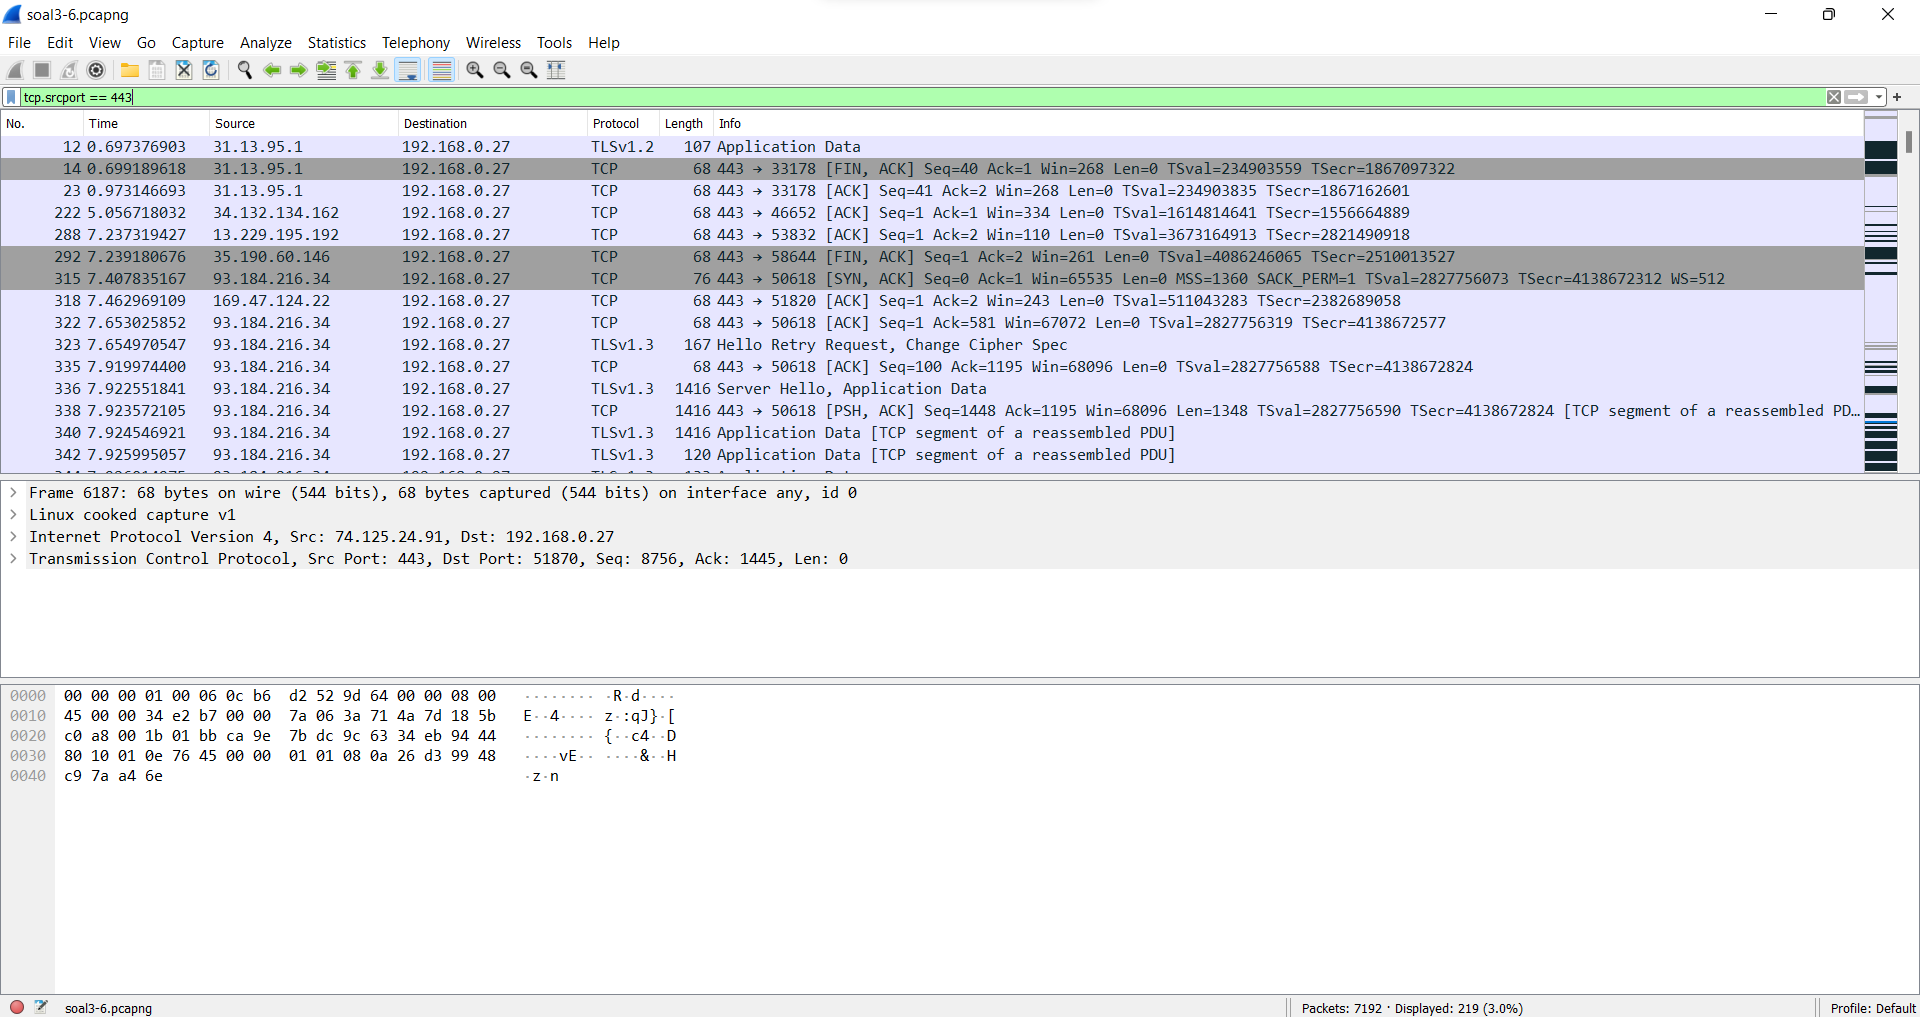 soal3-6.pcapng
File Edit View Go Capture Analyze Statistics Telephony Wireless Tools Help
tcp.srcport == 443
No. Time Source Destination Protocol Length Info
12 0.697376903 31.13.95.1 192.168.0.27 TLSv1.2 107 Application Data
14 0.699189618 31.13.95.1 192.168.0.27 TCP 68 443 → 33178 [FIN, ACK] Seq=40 Ack=1 Win=268 Len=0 TSval=234903559 TSecr=1867097322
23 0.973146693 31.13.95.1 192.168.0.27 TCP 68 443 → 33178 [ACK] Seq=41 Ack=2 Win=268 Len=0 TSval=234903835 TSecr=1867162601
222 5.056718032 34.132.134.162 192.168.0.27 TCP 68 443 → 46652 [ACK] Seq=1 Ack=1 Win=334 Len=0 TSval=1614814641 TSecr=1556664889
288 7.237319427 13.229.195.192 192.168.0.27 TCP 68 443 → 53832 [ACK] Seq=1 Ack=2 Win=110 Len=0 TSval=3673164913 TSecr=2821490918
292 7.239180676 35.190.60.146 192.168.0.27 TCP 68 443 → 58644 [FIN, ACK] Seq=1 Ack=2 Win=261 Len=0 TSval=4086246065 TSecr=2510013527
315 7.407835167 93.184.216.34 192.168.0.27 TCP 76 443 → 50618 [SYN, ACK] Seq=0 Ack=1 Win=65535 Len=0 MSS=1360 SACK_PERM=1 TSval=2827756073 TSecr=4138672312 WS=512
318 7.462969109 169.47.124.22 192.168.0.27 TCP 68 443 → 51820 [ACK] Seq=1 Ack=2 Win=243 Len=0 TSval=511043283 TSecr=2382689058
322 7.653025852 93.184.216.34 192.168.0.27 TCP 68 443 → 50618 [ACK] Seq=1 Ack=581 Win=67072 Len=0 TSval=2827756319 TSecr=4138672577
323 7.654970547 93.184.216.34 192.168.0.27 TLSv1.3 167 Hello Retry Request, Change Cipher Spec
335 7.919974400 93.184.216.34 192.168.0.27 TCP 68 443 → 50618 [ACK] Seq=100 Ack=1195 Win=68096 Len=0 TSval=2827756588 TSecr=4138672824
336 7.922551841 93.184.216.34 192.168.0.27 TLSv1.3 1416 Server Hello, Application Data
338 7.923572105 93.184.216.34 192.168.0.27 TCP 1416 443 → 50618 [PSH, ACK] Seq=1448 Ack=1195 Win=68096 Len=1348 TSval=2827756590 TSecr=4138672824 [TCP segment of a reassembled PD…
340 7.924546921 93.184.216.34 192.168.0.27 TLSv1.3 1416 Application Data [TCP segment of a reassembled PDU]
342 7.925995057 93.184.216.34 192.168.0.27 TLSv1.3 120 Application Data [TCP segment of a reassembled PDU]
Frame 6187: 68 bytes on wire (544 bits), 68 bytes captured (544 bits) on interface any, id 0
Linux cooked capture v1
Internet Protocol Version 4, Src: 74.125.24.91, Dst: 192.168.0.27
Transmission Control Protocol, Src Port: 443, Dst Port: 51870, Seq: 8756, Ack: 1445, Len: 0
0000 00 00 00 01 00 06 0c b6 d2 52 9d 64 00 00 08 00 ········ ·R·d····
0010 45 00 00 34 e2 b7 00 00 7a 06 3a 71 4a 7d 18 5b E··4···· z·:qJ}·[
0020 c0 a8 00 1b 01 bb ca 9e 7b dc 9c 63 34 eb 94 44 ········ {··c4··D
0030 80 10 01 0e 76 45 00 00 01 01 08 0a 26 d3 99 48 ····vE·· ····&··H
0040 c9 7a a4 6e ·z·n
soal3-6.pcapng Packets: 7192 · Displayed: 219 (3.0%) Profile: Default